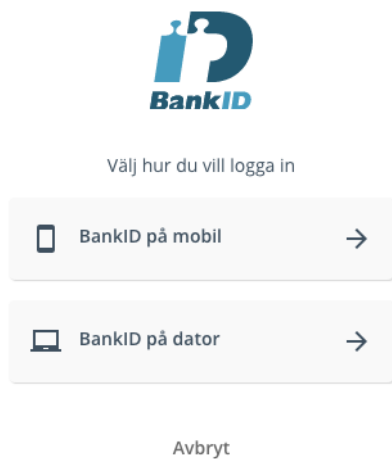 BankID
Välj hur du vill logga in
BankID på mobil
BankID på dator
Avbryt